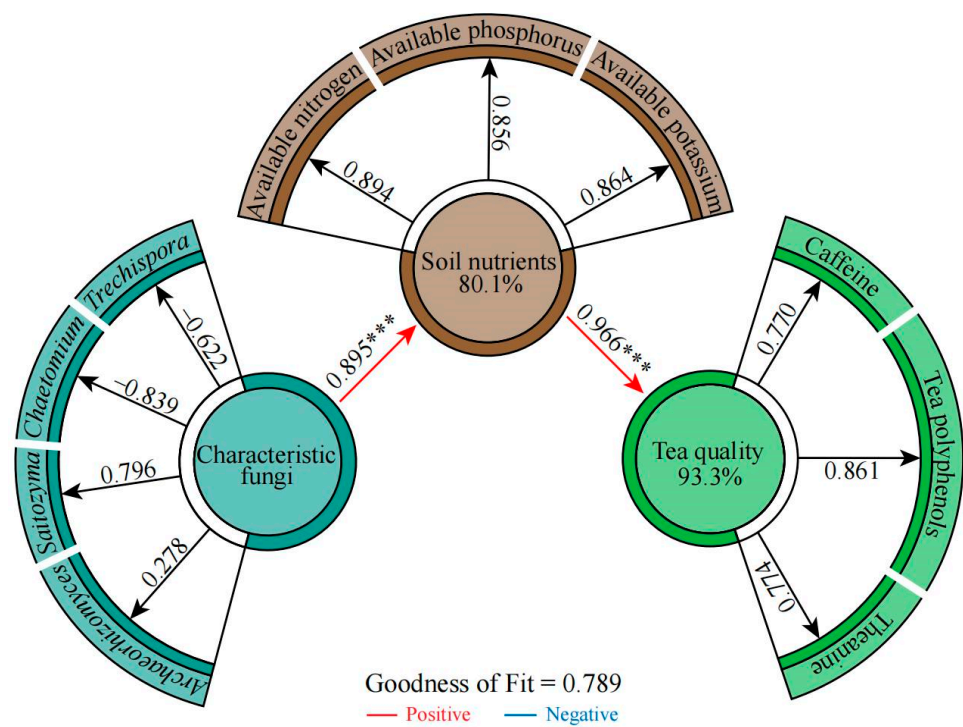 Available nitrogen
Available phosphorus
Available potassium
0.894
0.856
0.864
Soil nutrients
80.1%
0.895***
0.966***
Trechispora
Chaetomium
Saitozyma
Archaeorhizomyces
−0.622
−0.839
0.796
0.278
Characteristic
fungi
Tea quality
93.3%
0.770
0.861
0.774
Caffeine
Tea polyphenols
Theanine
Goodness of Fit = 0.789
Positive Negative